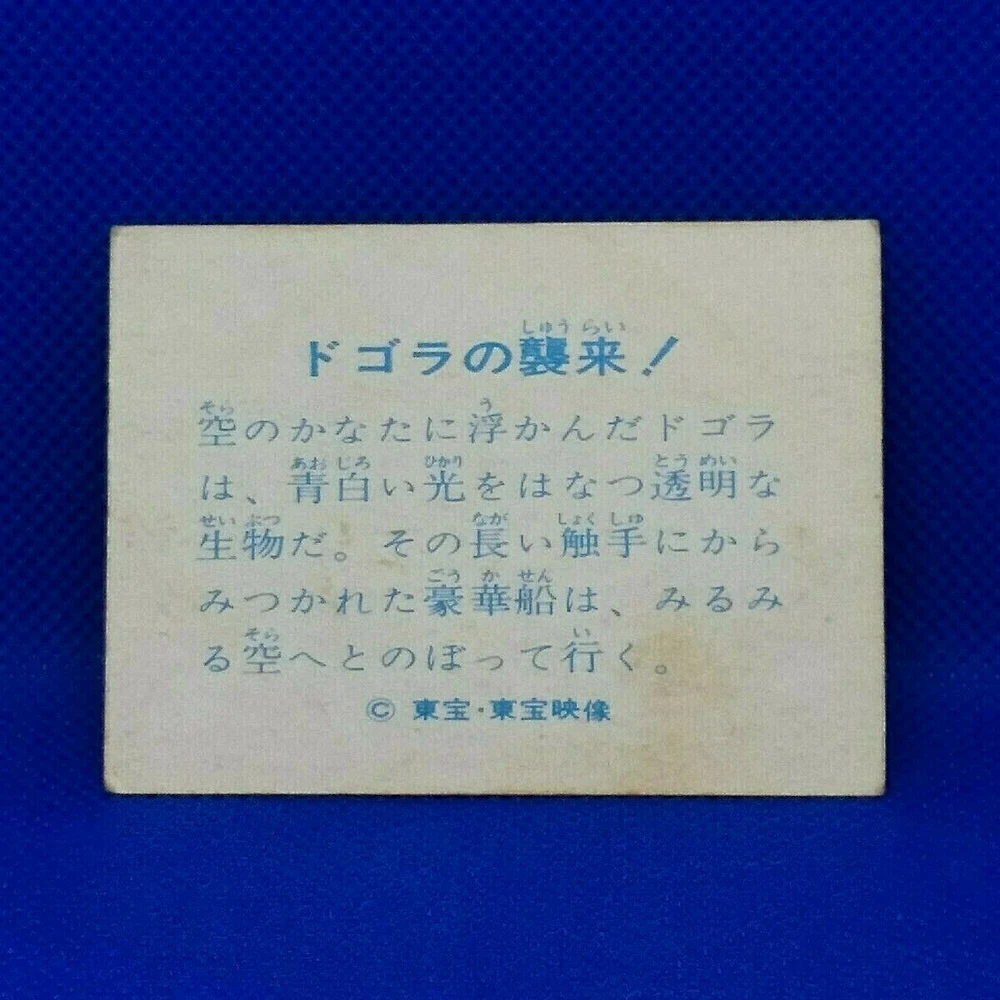 ドゴラの襲来!
空のかなたに浮かんだドゴラ
は、青白い光をはなつ透明な
生物だ。その長い触手にから
みつかれた豪華船は、みるみ
る空へとのぼって行く。
© 東宝・東宝映像